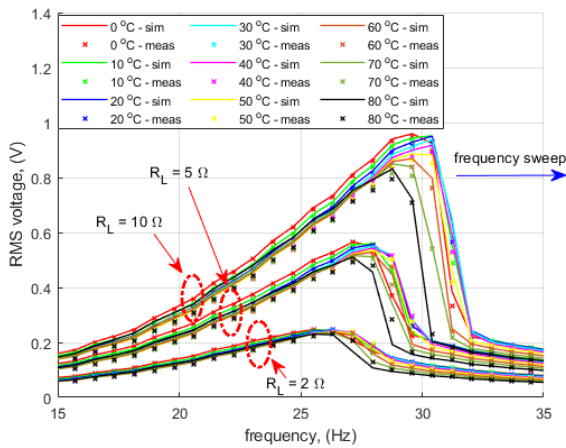 1.4
1.2
1
0.8
0.6
0.4
0.2
0
RMS voltage, (V)
0 °C - sim
0 °C - meas
10 °C - sim
10 °C - meas
20 °C - sim
20 °C - meas
30 °C - sim
30 °C - meas
40 °C - sim
40 °C - meas
50 °C - sim
50 °C - meas
60 °C - sim
60 °C - meas
70 °C - sim
70 °C - meas
80 °C - sim
80 °C - meas
frequency sweep
R_L = 5 Ω
R_L = 10 Ω
R_L = 2 Ω
15 20 25 30 35
frequency, (Hz)